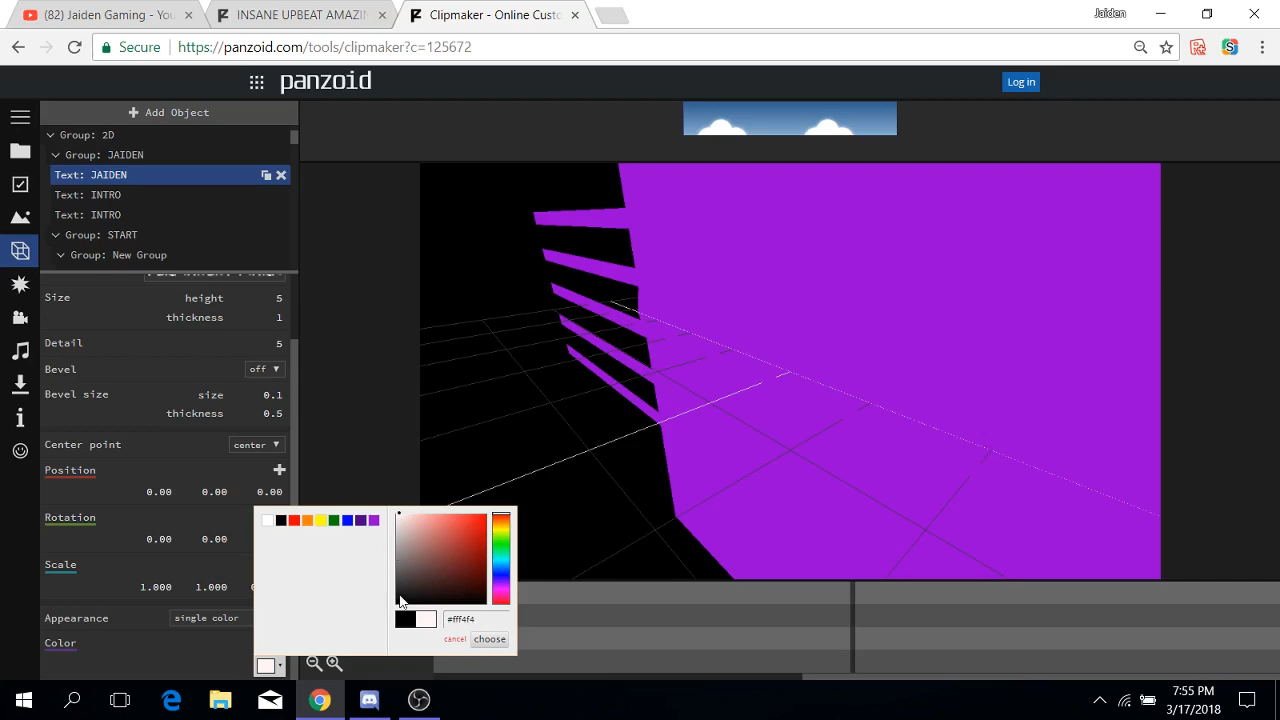 (82) Jaiden Gaming - You
INSANE UPBEAT AMAZIN
Clipmaker - Online Custo
Jaiden
Secure
https://panzoid.com/tools/clipmaker?c=125672
panzoid
Log in
Add Object
Group: 2D
Group: JAIDEN
Text: JAIDEN
Text: INTRO
Text: INTRO
Group: START
Group: New Group
Size height 5
thickness 1
Detail 5
Bevel off
Bevel size size 0.1
thickness 0.5
Center point center
Position
0.00 0.00 0.00
Rotation
0.00 0.00
Scale
1.000 1.000
Appearance single color
Color
#fff4f4
cancel choose
7:55 PM
3/17/2018